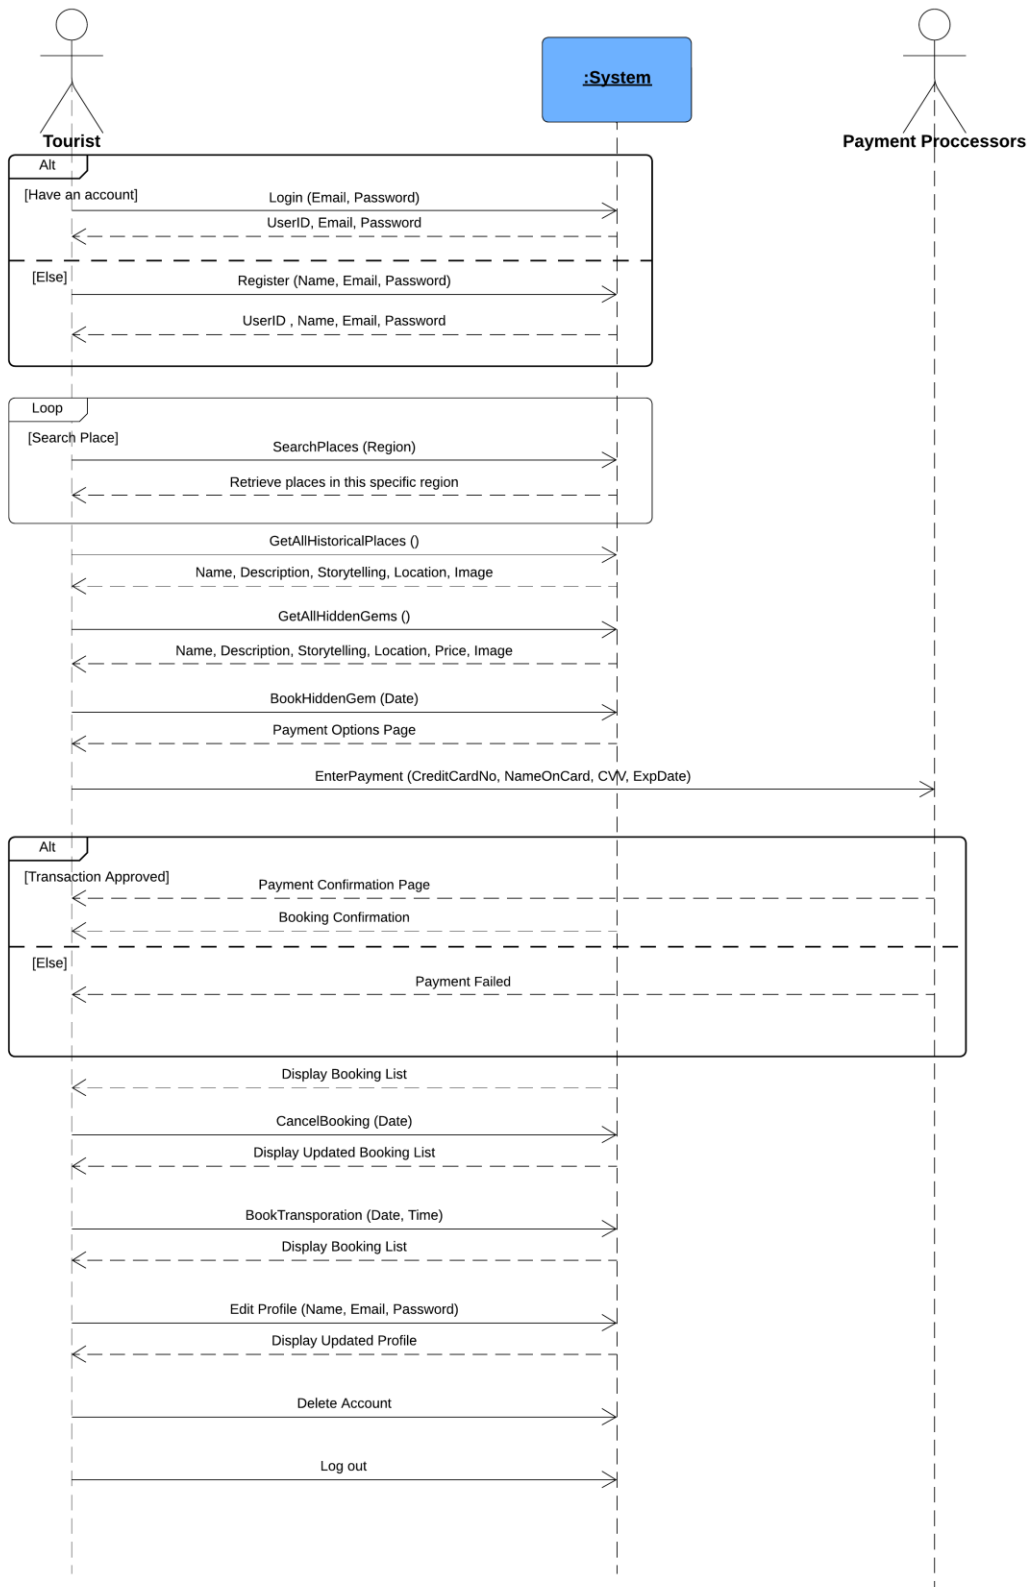 :System
Tourist
Payment Proccessors
Alt
[Have an account]
Login (Email, Password)
UserID, Email, Password
[Else]
Register (Name, Email, Password)
UserID , Name, Email, Password
Loop
[Search Place]
SearchPlaces (Region)
Retrieve places in this specific region
GetAllHistoricalPlaces ()
Name, Description, Storytelling, Location, Image
GetAllHiddenGems ()
Name, Description, Storytelling, Location, Price, Image
BookHiddenGem (Date)
Payment Options Page
EnterPayment (CreditCardNo, NameOnCard, CVV, ExpDate)
Alt
[Transaction Approved]
Payment Confirmation Page
Booking Confirmation
[Else]
Payment Failed
Display Booking List
CancelBooking (Date)
Display Updated Booking List
BookTransporation (Date, Time)
Display Booking List
Edit Profile (Name, Email, Password)
Display Updated Profile
Delete Account
Log out